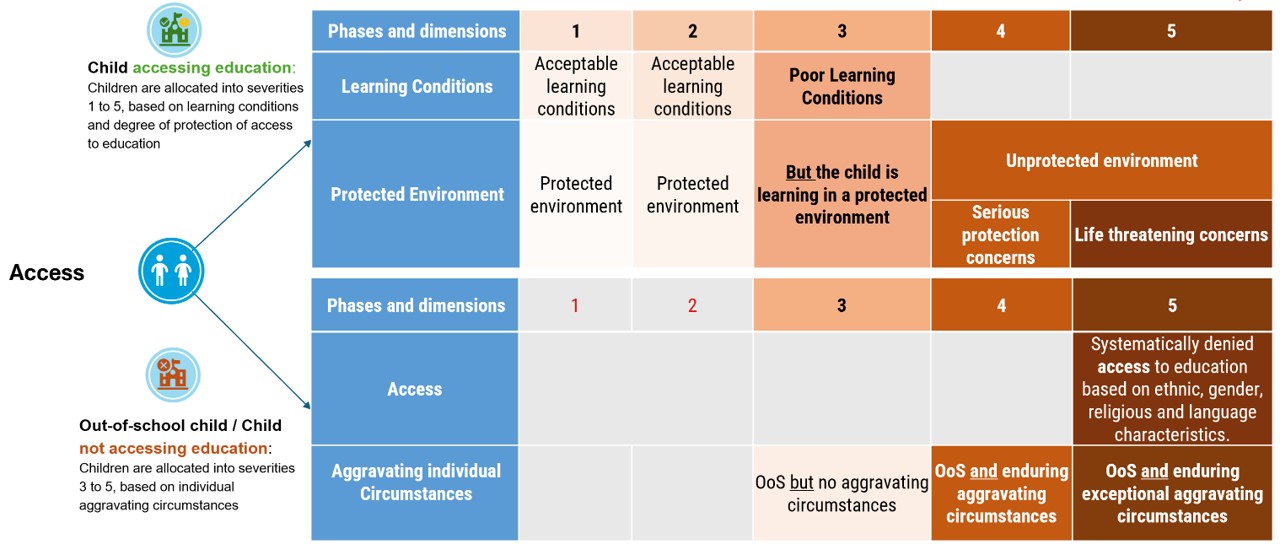 Child accessing education:
Children are allocated into severities
1 to 5, based on learning conditions
and degree of protection of access
to education
Access
Out-of-school child / Child
not accessing education:
Children are allocated into severities
3 to 5, based on individual
aggravating circumstances
Phases and dimensions
1
2
3
4
5
Learning Conditions
Acceptable
learning
conditions
Acceptable
learning
conditions
Poor Learning
Conditions
Protected Environment
Protected
environment
Protected
environment
But the child is
learning in a protected
environment
Unprotected environment
Serious
protection
concerns
Life threatening concerns
Phases and dimensions
1
2
3
4
5
Access
Systematically denied
access to education
based on ethnic, gender,
religious and language
characteristics.
Aggravating individual
Circumstances
OoS but no aggravating
circumstances
OoS and enduring
aggravating
circumstances
OoS and enduring
exceptional aggravating
circumstances